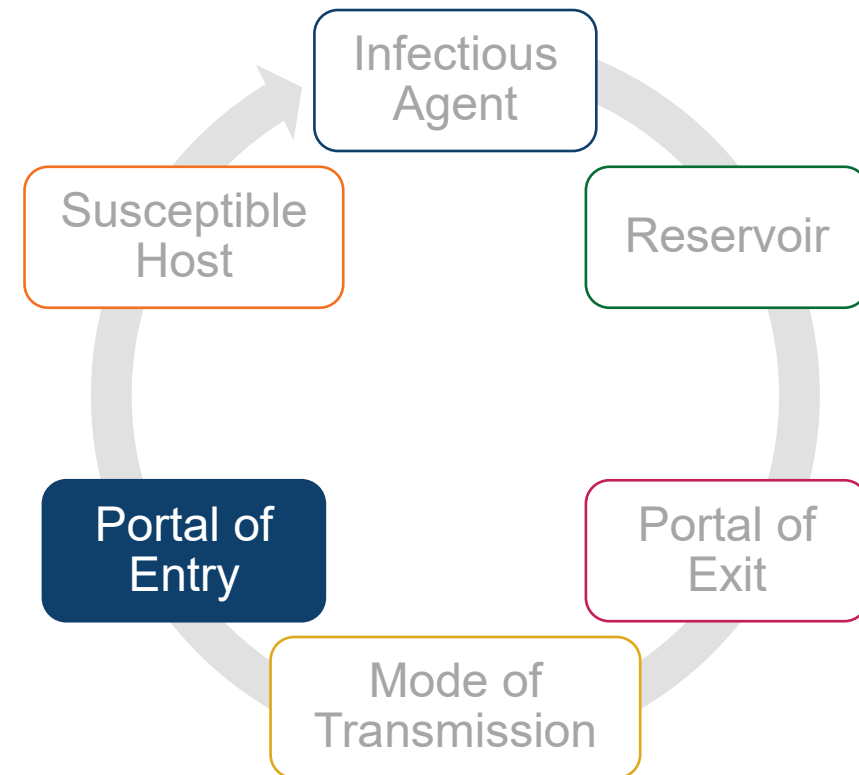 Infectious
Agent
Reservoir
Portal of
Exit
Mode of
Transmission
Portal of
Entry
Susceptible
Host